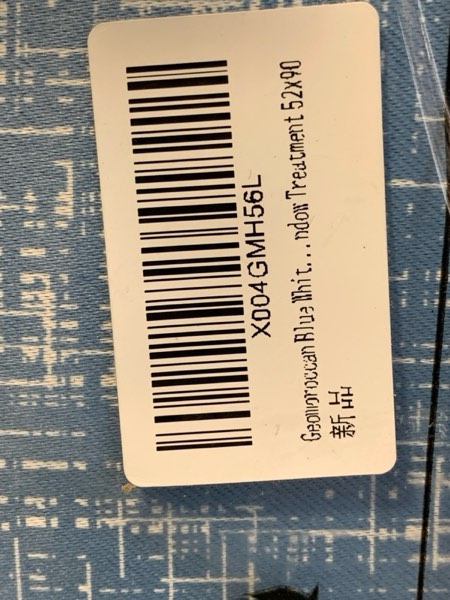 X004GMH56L
Geomoroccan Blue Whit...ndow Treatment 52x90
新品